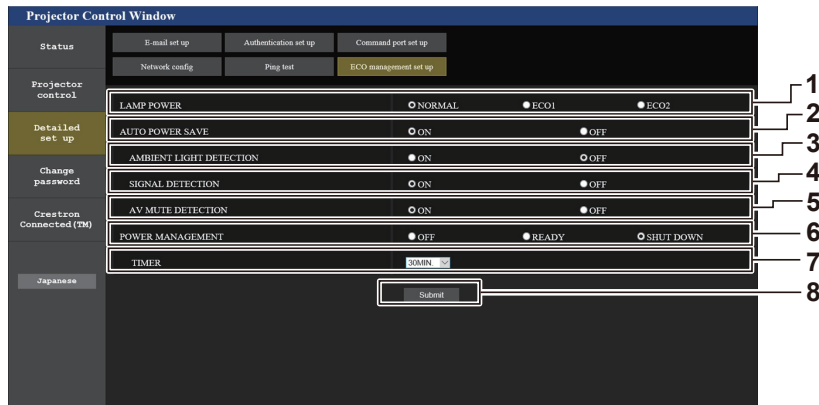 Projector Control Window
Status
E-mail set up
Authentication set up
Command port set up
Network config
Ping test
ECO management set up
Projector
control
Detailed
set up
Change
password
Crestron
Connected(TM)
Japanese
LAMP POWER NORMAL ECO1 ECO2 1
AUTO POWER SAVE ON OFF 2
AMBIENT LIGHT DETECTION ON OFF 3
SIGNAL DETECTION ON OFF 4
AV MUTE DETECTION ON OFF 5
POWER MANAGEMENT OFF READY SHUT DOWN 6
TIMER 30MIN. 7
Submit 8